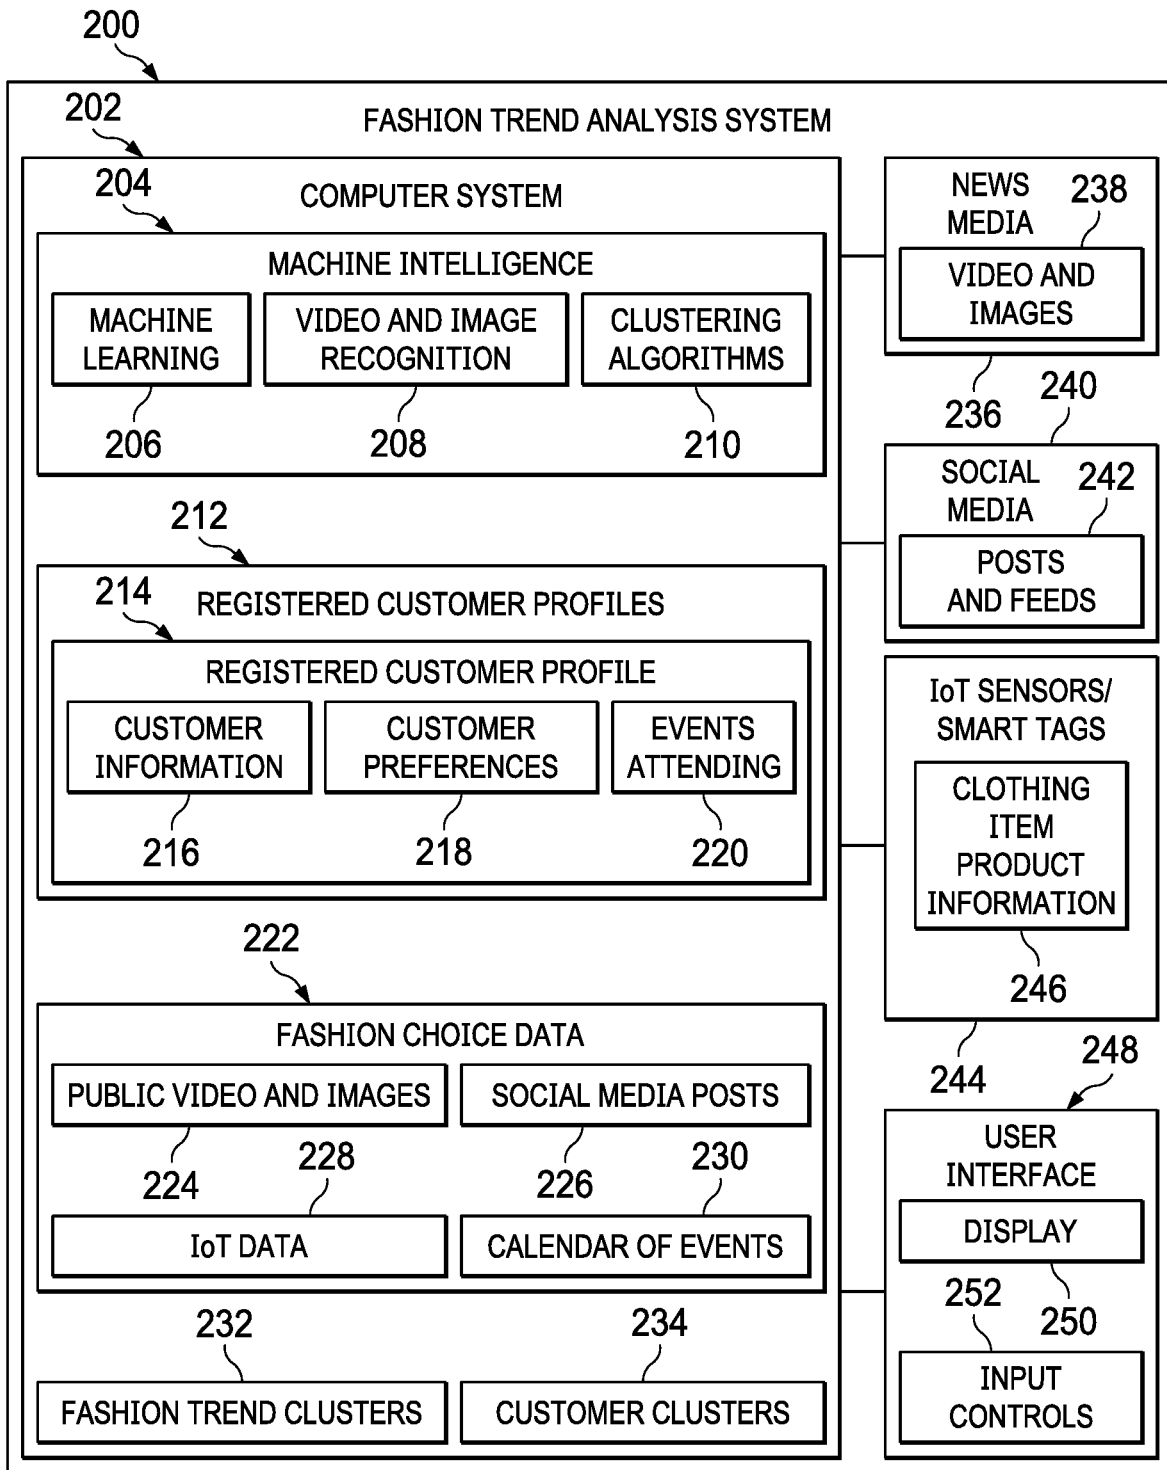 200
FASHION TREND ANALYSIS SYSTEM
202
COMPUTER SYSTEM
204
MACHINE INTELLIGENCE
MACHINE
LEARNING
206
VIDEO AND IMAGE
RECOGNITION
208
CLUSTERING
ALGORITHMS
210
212
REGISTERED CUSTOMER PROFILES
214
REGISTERED CUSTOMER PROFILE
CUSTOMER
INFORMATION
216
CUSTOMER
PREFERENCES
218
EVENTS
ATTENDING
220
222
FASHION CHOICE DATA
PUBLIC VIDEO AND IMAGES
224
SOCIAL MEDIA POSTS
226
228
IoT DATA
230
CALENDAR OF EVENTS
232
FASHION TREND CLUSTERS
234
CUSTOMER CLUSTERS
NEWS
MEDIA
238
VIDEO AND
IMAGES
236
240
SOCIAL
MEDIA
242
POSTS
AND FEEDS
IoT SENSORS/
SMART TAGS
CLOTHING
ITEM
PRODUCT
INFORMATION
246
244
248
USER
INTERFACE
DISPLAY
250
252
INPUT
CONTROLS